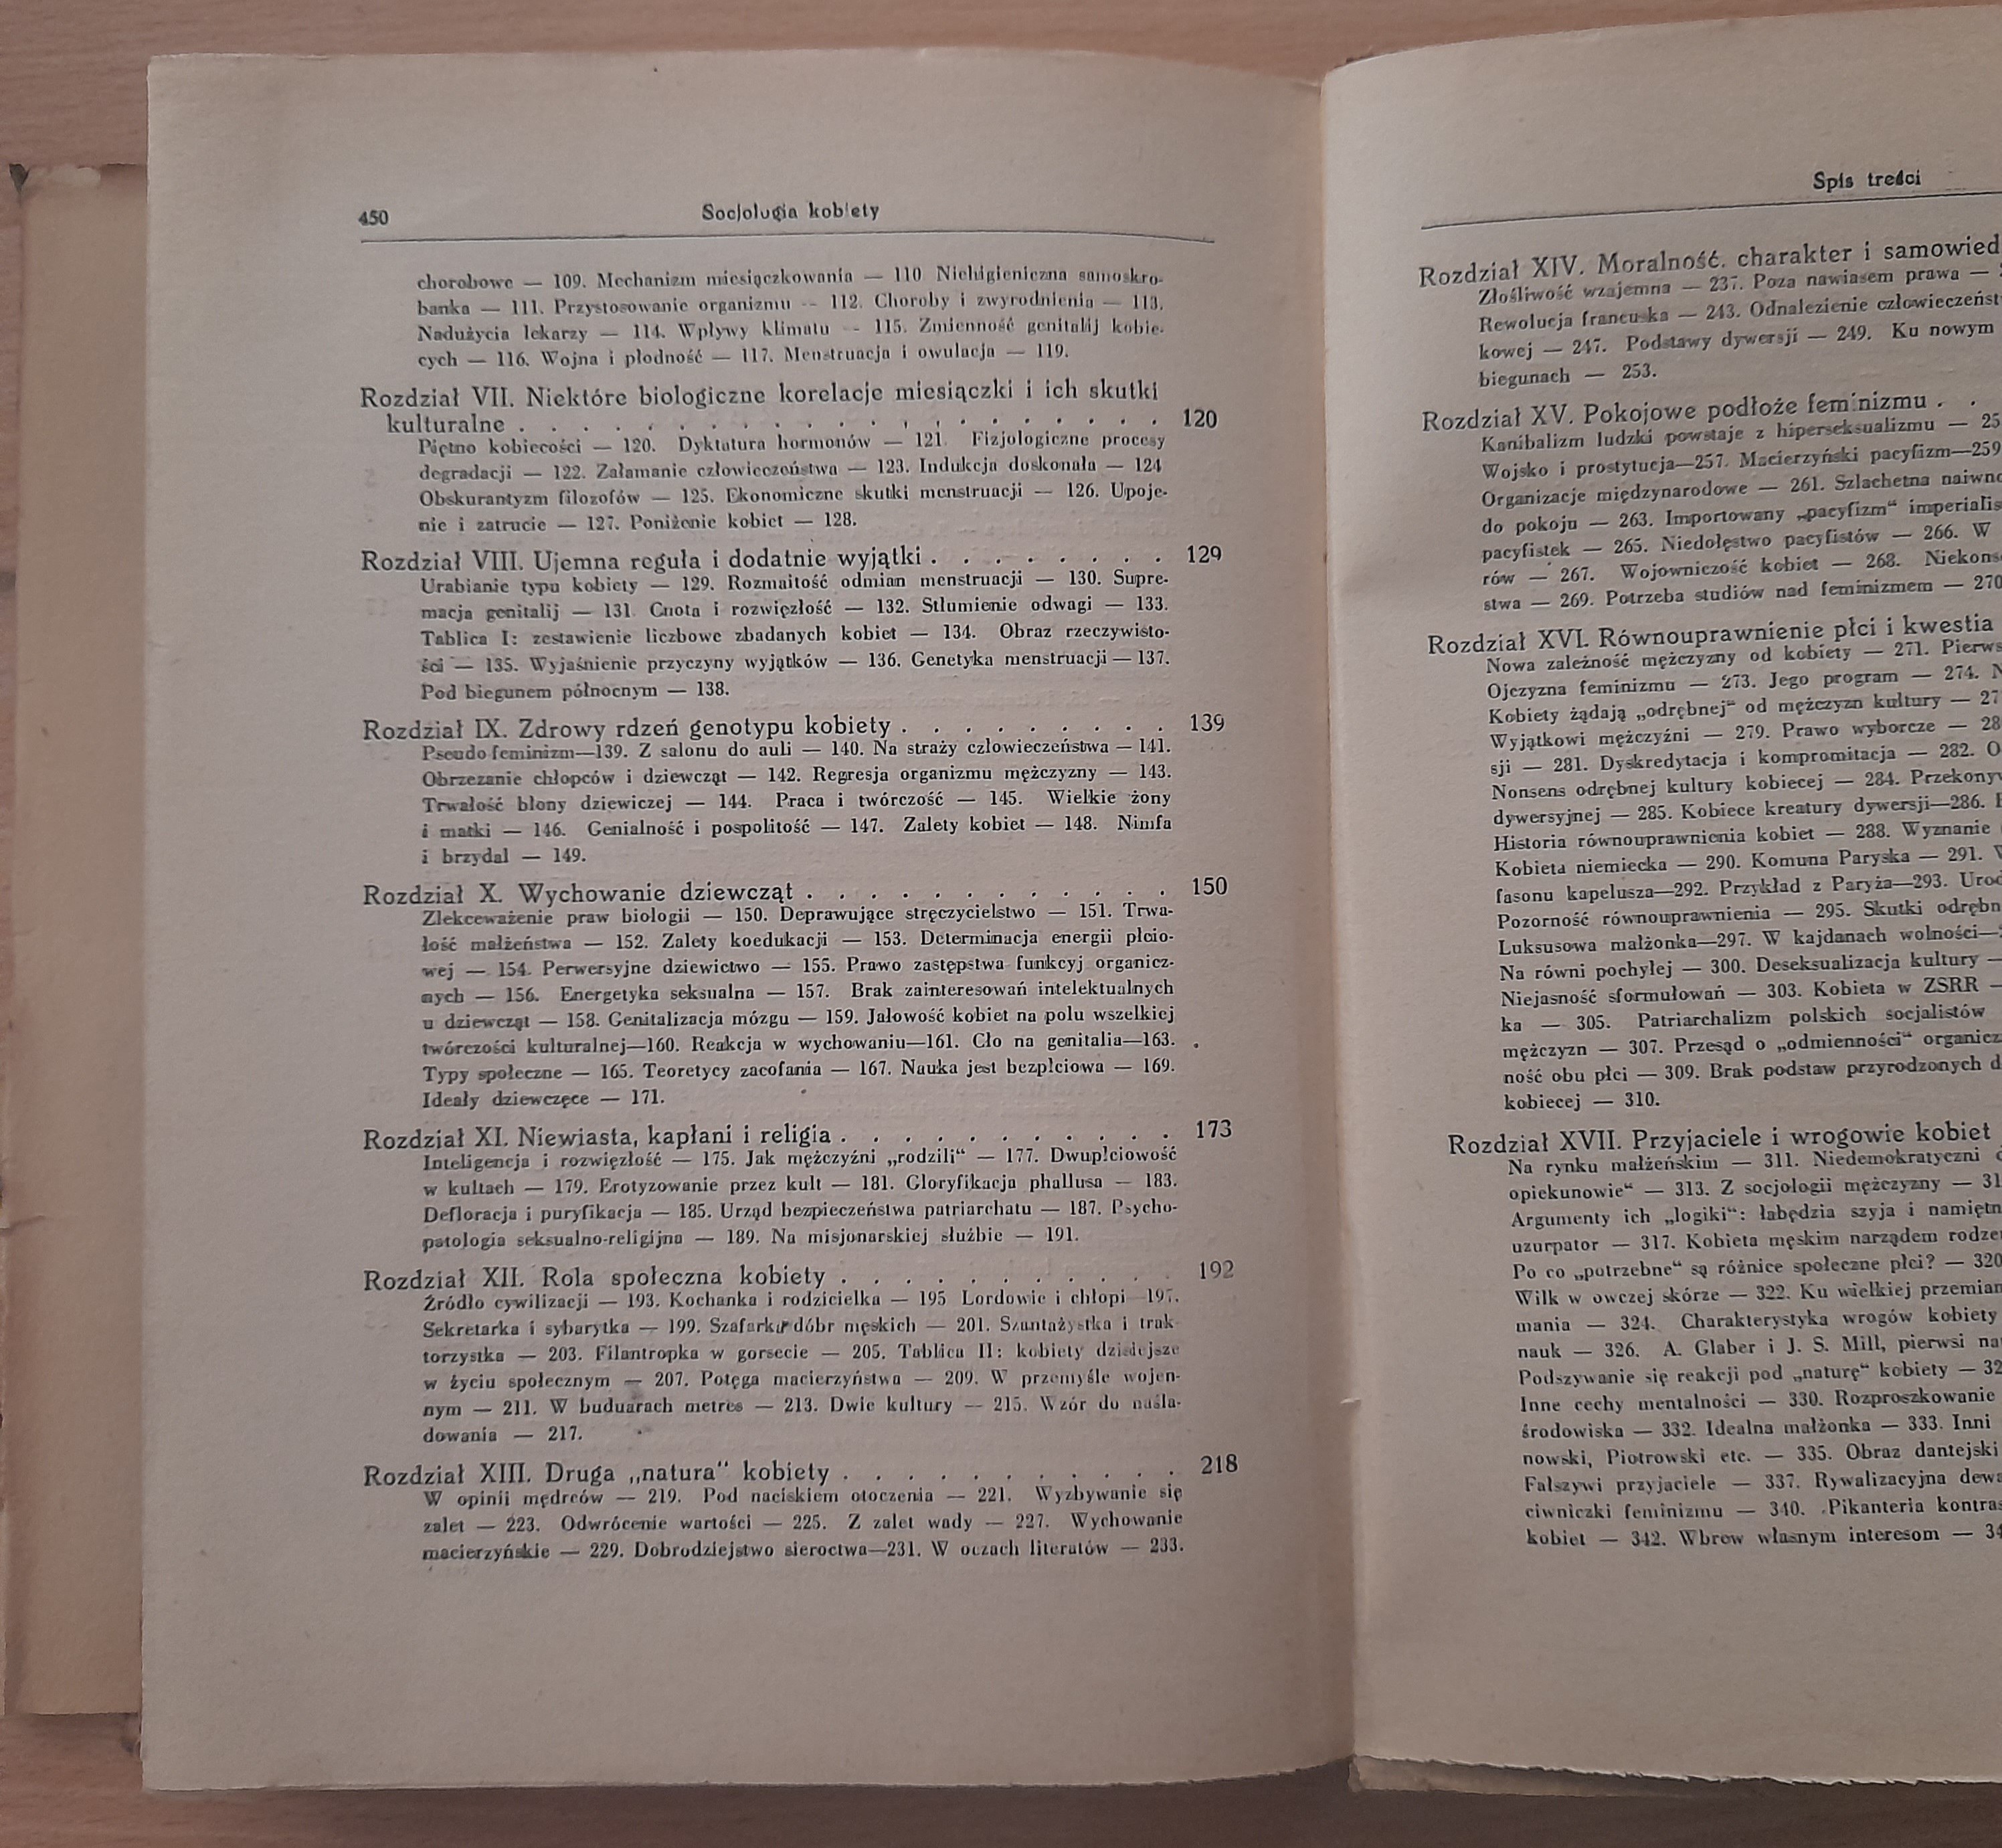 450 Socjologia kobiety
chorobowe — 109. Mechanizm miesiączkowania — 110 Niehigieniczna samoskro-
banka — 111. Przystosowanie organizmu — 112. Choroby i zwyrodnienia — 113.
Nadużycia lekarzy — 114. Wpływy klimatu — 115. Zmienność genitalij kobie-
cych — 116. Wojna i płodność — 117. Menstruacja i owulacja — 119.
Rozdział VII. Niektóre biologiczne korelacje miesiączki i ich skutki
kulturalne . . . . . . . . . . . . . . . . . 120
Piętno kobiecości — 120. Dyktatura hormonów — 121. Fizjologiczne procesy
degradacji — 122. Załamanie człowieczeństwa — 123. Indukcja doskonała — 124
Obskurantyzm filozofów — 125. Ekonomiczne skutki menstruacji — 126. Upoje-
nie i zatrucie — 127. Poniżenie kobiet — 128.
Rozdział VIII. Ujemna reguła i dodatnie wyjątki . . . . . . . . 129
Urabianie typu kobiety — 129. Rozmaitość odmian menstruacji — 130. Supre-
macja genitalij — 131 Cnota i rozwięzłość — 132. Stłumienie odwagi — 133.
Tablica I: zestawienie liczbowe zbadanych kobiet — 134. Obraz rzeczywisto-
ści — 135. Wyjaśnienie przyczyny wyjątków — 136. Genetyka menstruacji — 137.
Pod biegunem północnym — 138.
Rozdział IX. Zdrowy rdzeń genotypu kobiety . . . . . . . . . 139
Pseudofeminizm—139. Z salonu do auli — 140. Na straży człowieczeństwa — 141.
Obrzezanie chłopców i dziewcząt — 142. Regresja organizmu mężczyzny — 143.
Trwałość błony dziewiczej — 144. Praca i twórczość — 145. Wielkie żony
i matki — 146. Genialność i pospolitość — 147. Zalety kobiet — 148. Nimfa
i brzydal — 149.
Rozdział X. Wychowanie dziewcząt . . . . . . . . . . . . 150
Zlekceważenie praw biologii — 150. Deprawujące stręczycielstwo — 151. Trwa-
łość małżeństwa — 152. Zalety koedukacji — 153. Determinacja energii płcio-
wej — 154. Perwersyjne dziewictwo — 155. Prawo zastępstwa funkcyj organicz-
nych — 156. Energetyka seksualna — 157. Brak zainteresowań intelektualnych
u dziewcząt — 158. Genitalizacja mózgu — 159. Jałowość kobiet na polu wszelkiej
twórczości kulturalnej—160. Reakcja w wychowaniu—161. Cło na genitalia—163.
Typy społeczne — 165. Teoretycy zacofania — 167. Nauka jest bezpłciowa — 169.
Ideały dziewczęce — 171.
Rozdział XI. Niewiasta, kapłani i religia . . . . . . . . . . . 173
Inteligencja i rozwięzłość — 175. Jak mężczyźni „rodzili“ — 177. Dwupłciowość
w kultach — 179. Erotyzowanie przez kult — 181. Gloryfikacja phallusa — 183.
Defloracja i puryfikacja — 185. Urząd bezpieczeństwa patriarchatu — 187. Psycho-
patologia seksualno-religijna — 189. Na misjonarskiej służbie — 191.
Rozdział XII. Rola społeczna kobiety . . . . . . . . . . . 192
Źródło cywilizacji — 193. Kochanka i rodzicielka — 195 Lordowie i chłopi 197.
Sekretarka i sybarytka — 199. Szafarka dóbr męskich — 201. Szantażystka i trak-
torzystka — 203. Filantropka w gorsecie — 205. Tablica II: kobiety dzisiejsze
w życiu społecznym — 207. Potęga macierzyństwa — 209. W przemyśle wojen-
nym — 211. W buduarach metres — 213. Dwie kultury — 215. Wzór do naśla-
dowania — 217.
Rozdział XIII. Druga „natura“ kobiety . . . . . . . . . . . 218
W opinii mędrców — 219. Pod naciskiem otoczenia — 221. Wyzbywanie się
zalet — 223. Odwrócenie wartości — 225. Z zalet wady — 227. Wychowanie
macierzyńskie — 229. Dobrodziejstwo sieroctwa—231. W oczach literatów — 233.
Spis treści
Rozdział XIV. Moralność, charakter i samowied
Złośliwość wzajemna — 237. Poza nawiasem prawa —
Rewolucja francuska — 243. Odnalezienie człowieczeńst
kowej — 247. Podstawy dywersji — 249. Ku nowym
biegunach — 253.
Rozdział XV. Pokojowe podłoże feminizmu . .
Kanibalizm ludzki powstaje z hiperseksualizmu — 25
Wojsko i prostytucja—257. Macierzyński pacyfizm—259
Organizacje międzynarodowe — 261. Szlachetna naiwno
do pokoju — 263. Importowany „pacyfizm“ imperialis
pacyfistek — 265. Niedołęstwo pacyfistów — 266. W
rów — 267. Wojowniczość kobiet — 268. Niekons
stwa — 269. Potrzeba studiów nad feminizmem — 270
Rozdział XVI. Równouprawnienie płci i kwestia
Nowa zależność mężczyzny od kobiety — 271. Pierws
Ojczyzna feminizmu — 273. Jego program — 274. N
Kobiety żądają „odrębnej“ od mężczyzn kultury — 27
Wyjątkowi mężczyźni — 279. Prawo wyborcze — 28
sji — 281. Dyskredytacja i kompromitacja — 282. O
Nonsens odrębnej kultury kobiecej — 284. Przekonyw
dywersyjnej — 285. Kobiece kreatury dywersji—286.
Historia równouprawnienia kobiet — 288. Wyznanie
Kobieta niemiecka — 290. Komuna Paryska — 291.
fasonu kapelusza—292. Przykład z Paryża—293. Urod
Pozorność równouprawnienia — 295. Skutki odrębn
Luksusowa małżonka—297. W kajdanach wolności—
Na równi pochyłej — 300. Deseksualizacja kultury —
Niejasność sformułowań — 303. Kobieta w ZSRR —
ka — 305. Patriarchalizm polskich socjalistów
mężczyzn — 307. Przesąd o „odmienności“ organicz
ność obu płci — 309. Brak podstaw przyrodzonych d
kobiecej — 310.
Rozdział XVII. Przyjaciele i wrogowie kobiet
Na rynku małżeńskim — 311. Niedemokratyczni
opiekunowie“ — 313. Z socjologii mężczyzny — 31
Argumenty ich „logiki“: łabędzia szyja i namiętn
uzurpator — 317. Kobieta męskim narządem rodze
Po co „potrzebne“ są różnice społeczne płci? — 320
Wilk w owczej skórze — 322. Ku wielkiej przemian
mania — 324. Charakterystyka wrogów kobiety
nauk — 326. A. Glaber i J. S. Mill, pierwsi na
Podszywanie się reakcji pod „naturę“ kobiety — 32
Inne cechy mentalności — 330. Rozproszkowanie
środowiska — 332. Idealna małżonka — 333. Inni
nowski, Piotrowski etc. — 335. Obraz dantejski
Fałszywi przyjaciele — 337. Rywalizacyjna dewa
ciwniczki feminizmu — 340. Pikanteria kontras
kobiet — 342. Wbrew własnym interesom — 34